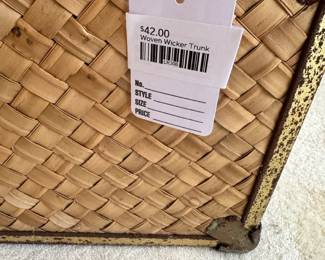 $42.00
Woven Wicker Trunk
No.
STYLE
SIZE
PRICE